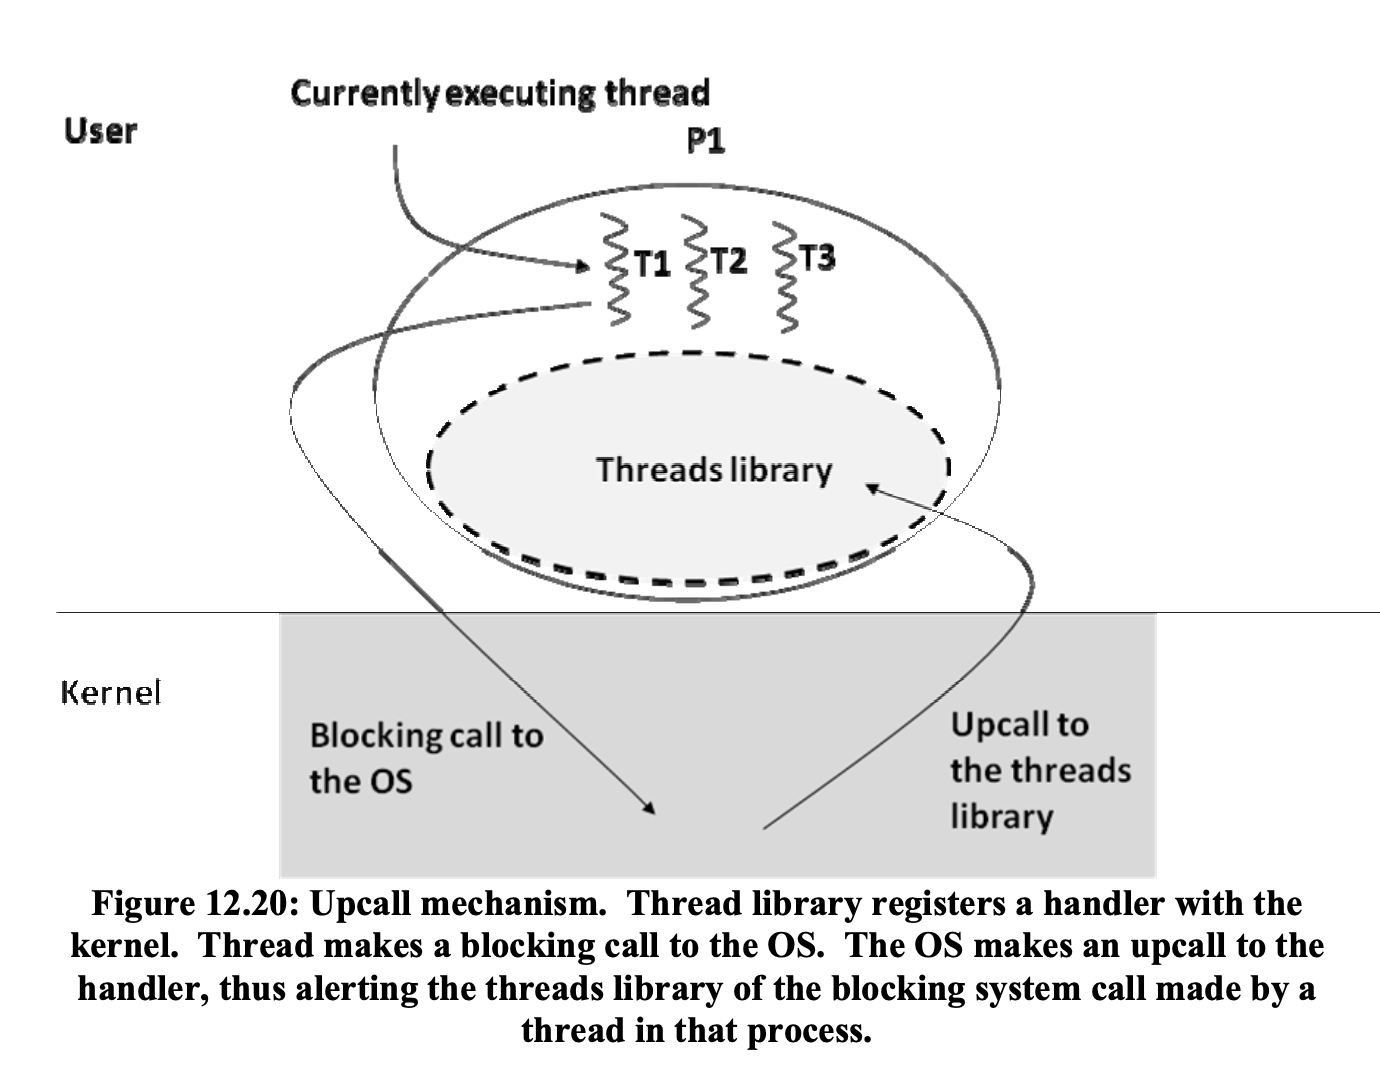 Currently executing thread
User
P1
T1
T2
T3
Threads library
Kernel
Blocking call to
the OS
Upcall to
the threads
library
Figure 12.20: Upcall mechanism.  Thread library registers a handler with the
kernel.  Thread makes a blocking call to the OS.  The OS makes an upcall to the
handler, thus alerting the threads library of the blocking system call made by a
thread in that process.